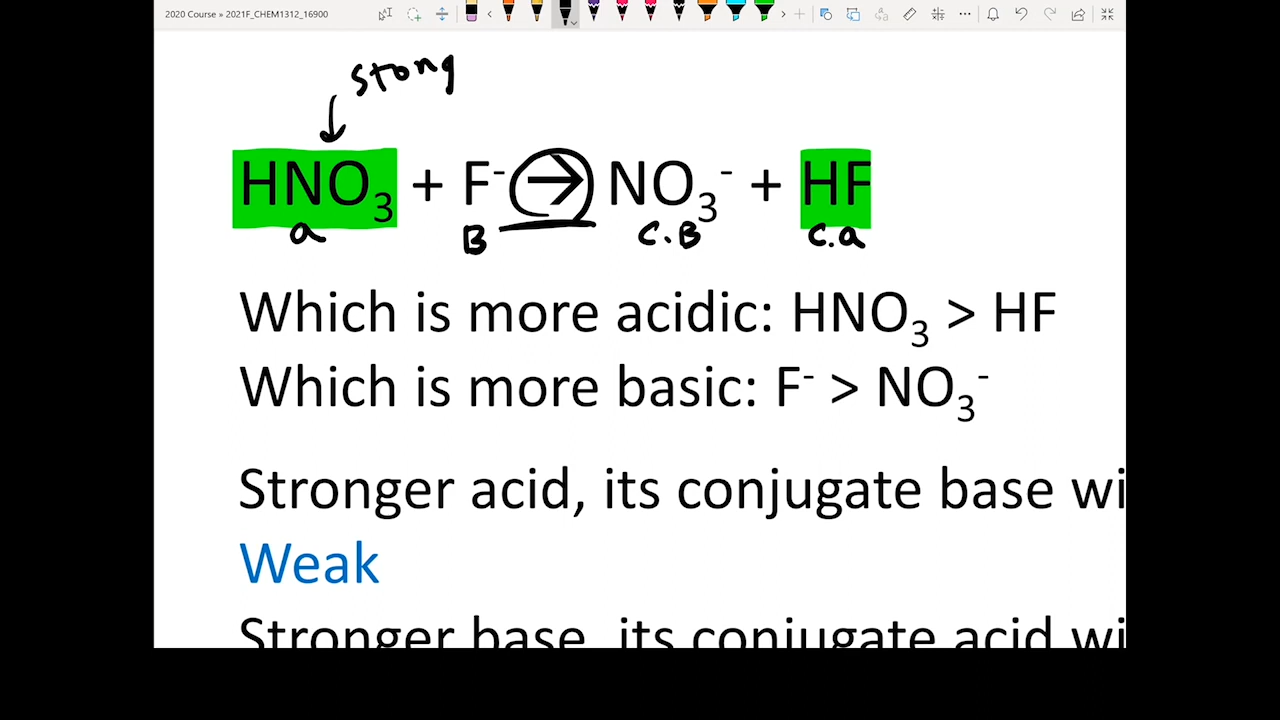 2020 Course » 2021F_CHEM1312_16900
stong
HNO₃ + F⁻ → NO₃⁻ + HF
a B C.B C.a
Which is more acidic: HNO₃ > HF
Which is more basic: F⁻ > NO₃⁻
Stronger acid, its conjugate base wi
Weak
Stronger base, its conjugate acid wi